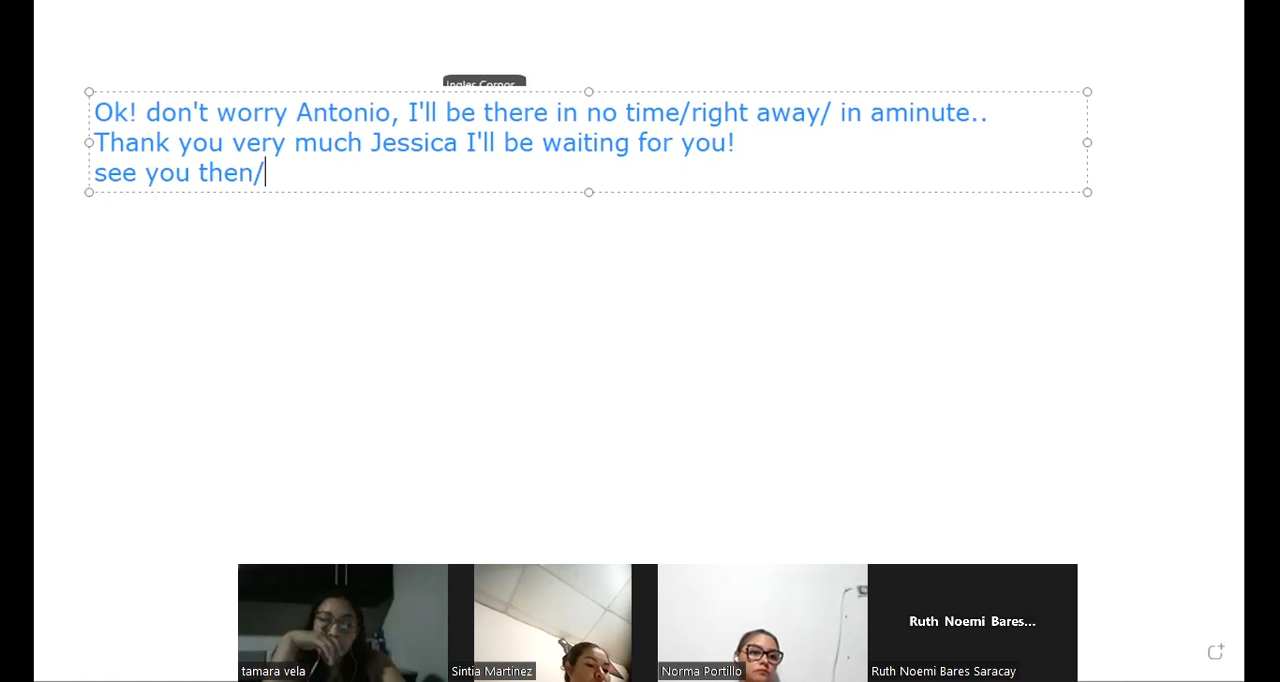 Ingles Corpor
Ok! don't worry Antonio, I'll be there in no time/right away/ in aminute..
Thank you very much Jessica I'll be waiting for you!
see you then/
Ruth Noemi Bares...
tamara vela
Sintia Martinez
Norma Portillo
Ruth Noemi Bares Saracay